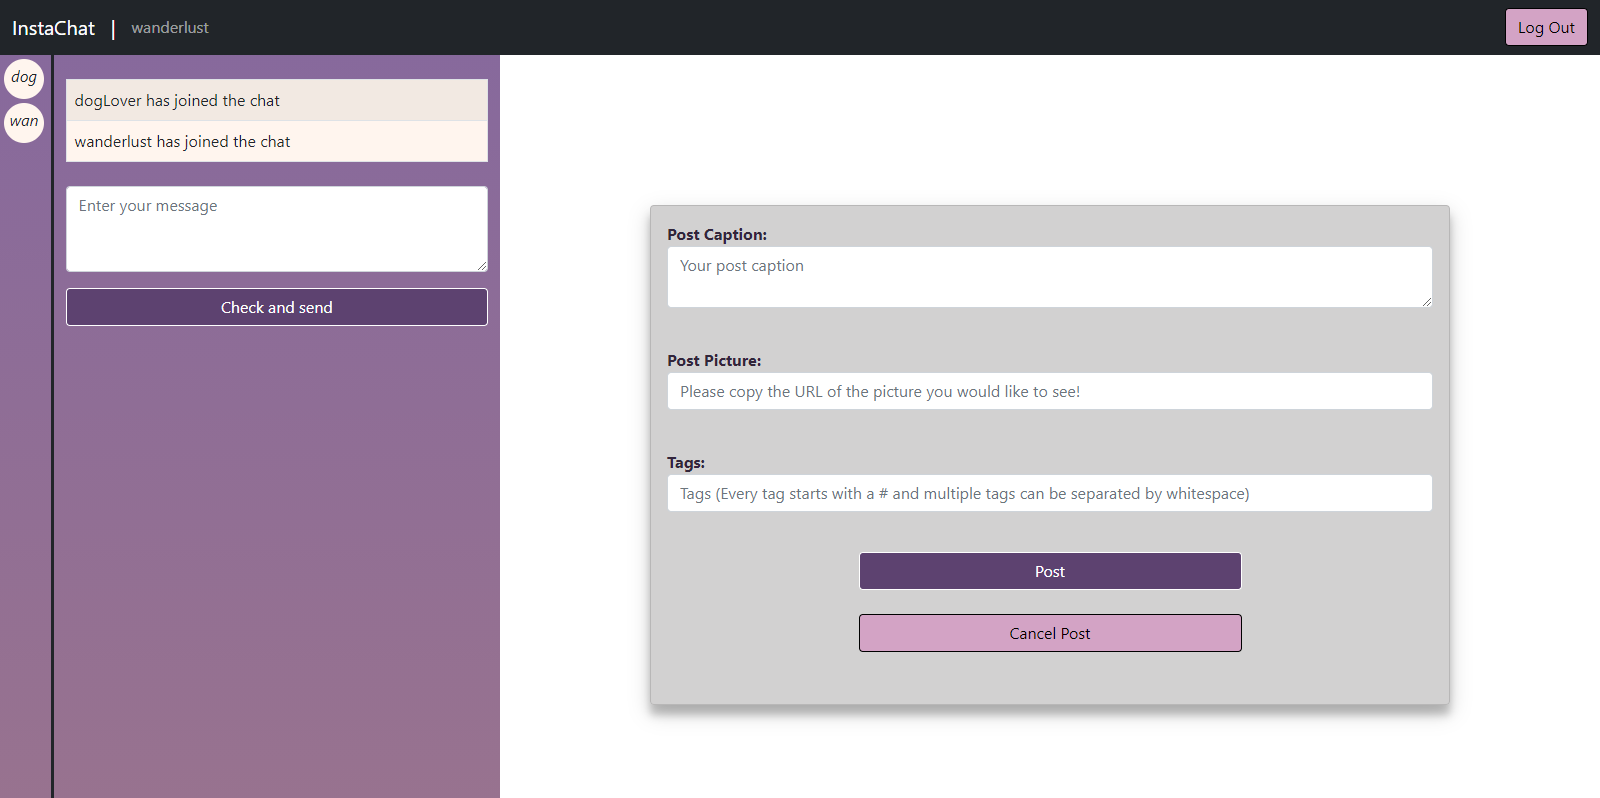 InstaChat | wanderlust
Log Out
dog
wan
dogLover has joined the chat
wanderlust has joined the chat
Enter your message
Check and send
Post Caption:
Your post caption
Post Picture:
Please copy the URL of the picture you would like to see!
Tags:
Tags (Every tag starts with a # and multiple tags can be separated by whitespace)
Post
Cancel Post